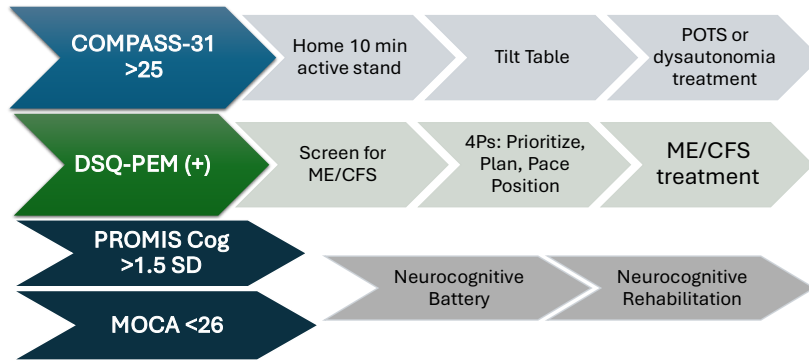 COMPASS-31
>25
Home 10 min
active stand
Tilt Table
POTS or
dysautonomia
treatment
DSQ-PEM (+)
Screen for
ME/CFS
4Ps: Prioritize,
Plan, Pace
Position
ME/CFS
treatment
PROMIS Cog
>1.5 SD
MOCA <26
Neurocognitive
Battery
Neurocognitive
Rehabilitation